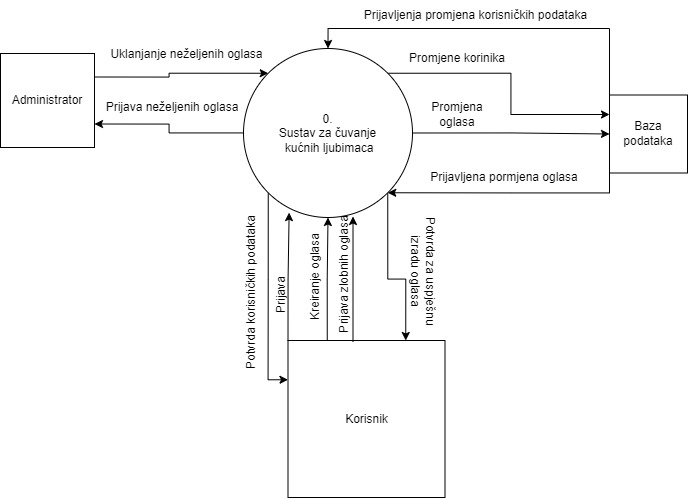 Prijavljenja promjena korisničkih podataka
Uklanjanje neželjenih oglasa
Promjene korinika
Administrator
Prijava neželjenih oglasa
0.
Sustav za čuvanje
kućnih ljubimaca
Promjena
oglasa
Baza
podataka
Prijavljena pormjena oglasa
Potvrda korisničkih podataka
Prijava
Kreiranje oglasa
Prijava zlobnih oglasa
Potvrda za uspješnu
izradu oglasa
Korisnik